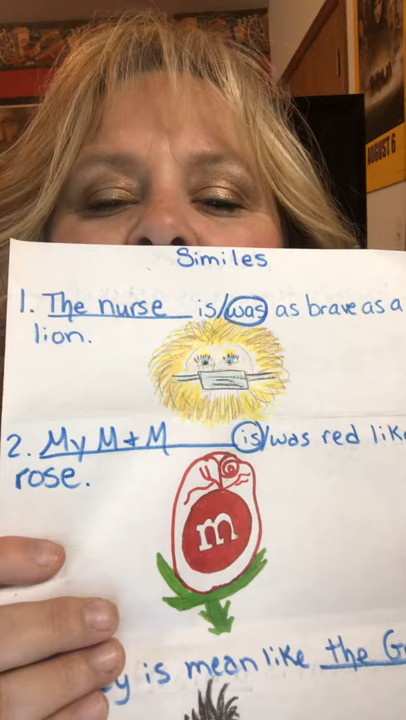 AUGUST 6
Similes
1. The nurse is/was as brave as a
lion.
2. My M+M is/was red like
rose.
m
is mean like the G